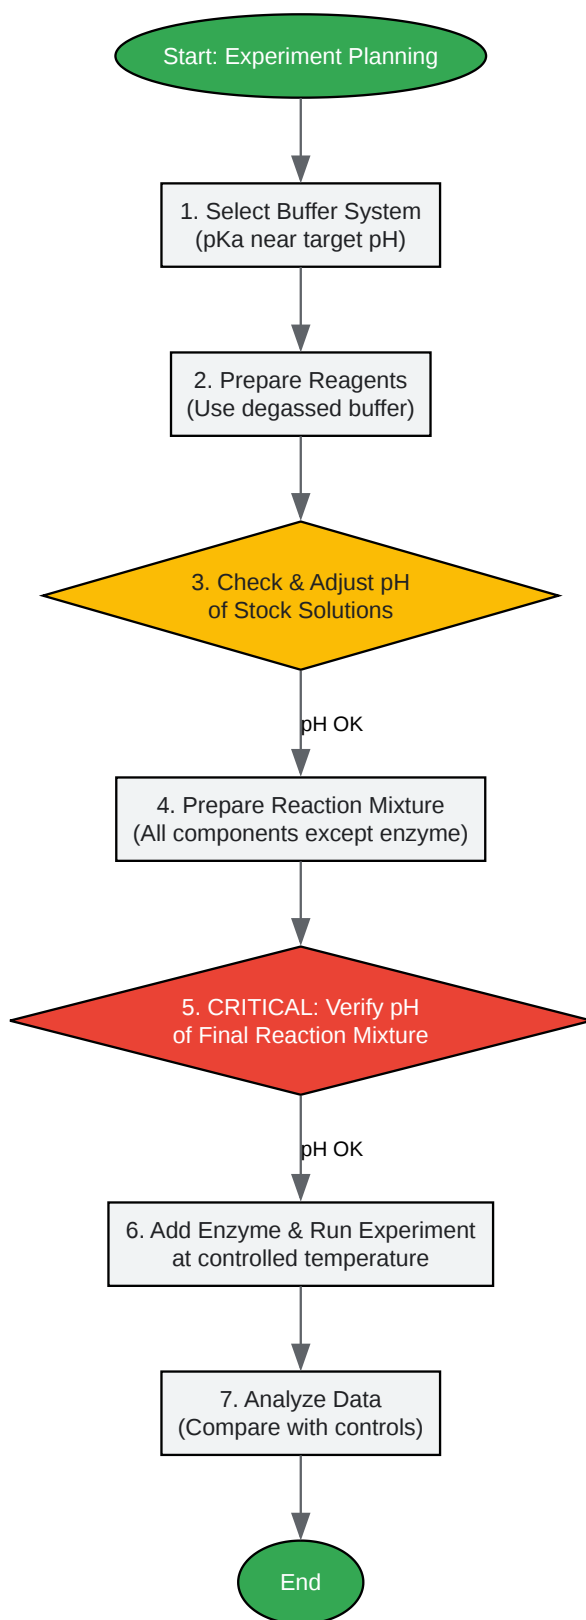 Start: Experiment Planning
1. Select Buffer System
(pKa near target pH)
2. Prepare Reagents
(Use degassed buffer)
3. Check & Adjust pH
of Stock Solutions
pH OK
4. Prepare Reaction Mixture
(All components except enzyme)
5. CRITICAL: Verify pH
of Final Reaction Mixture
pH OK
6. Add Enzyme & Run Experiment
at controlled temperature
7. Analyze Data
(Compare with controls)
End